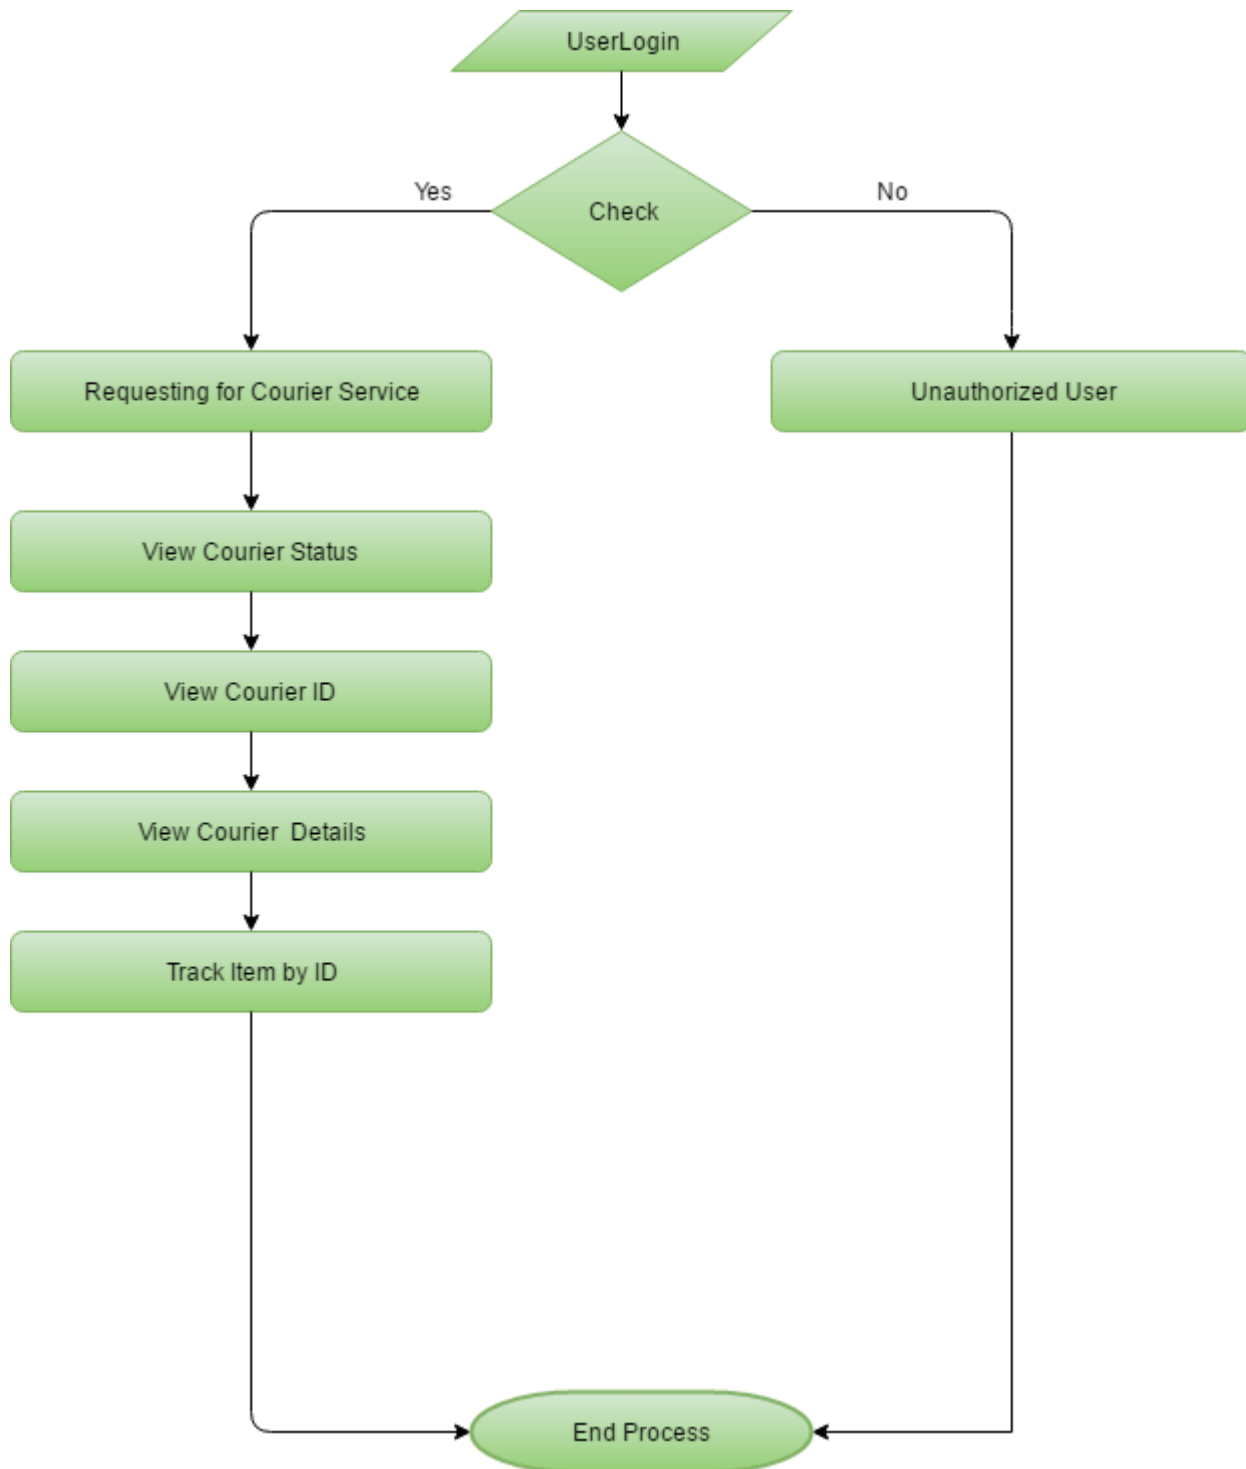 UserLogin
Check
Yes
No
Requesting for Courier Service
Unauthorized User
View Courier Status
View Courier ID
View Courier  Details
Track Item by ID
End Process